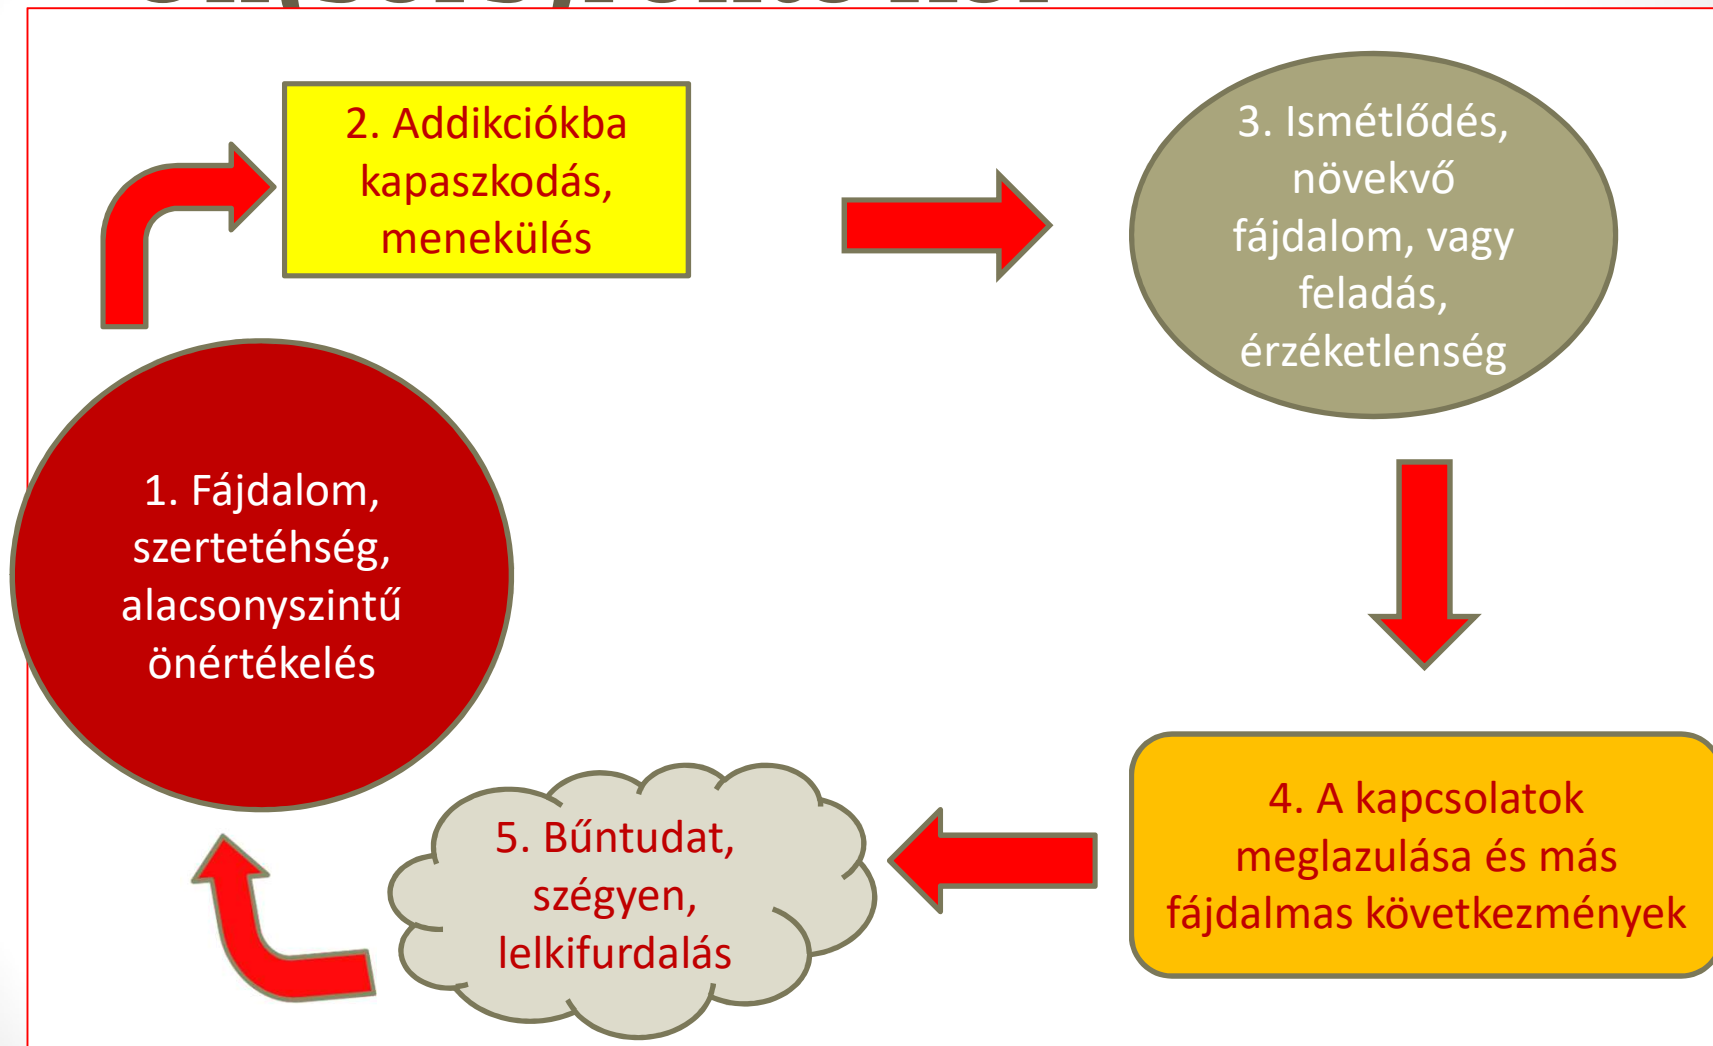 1. Fájdalom,
szertetéhség,
alacsonyszintű
önértékelés
2. Addikciókba
kapaszkodás,
menekülés
3. Ismétlődés,
növekvő
fájdalom, vagy
feladás,
érzéketlenség
4. A kapcsolatok
meglazulása és más
fájdalmas következmények
5. Bűntudat,
szégyen,
lelkifurdalás